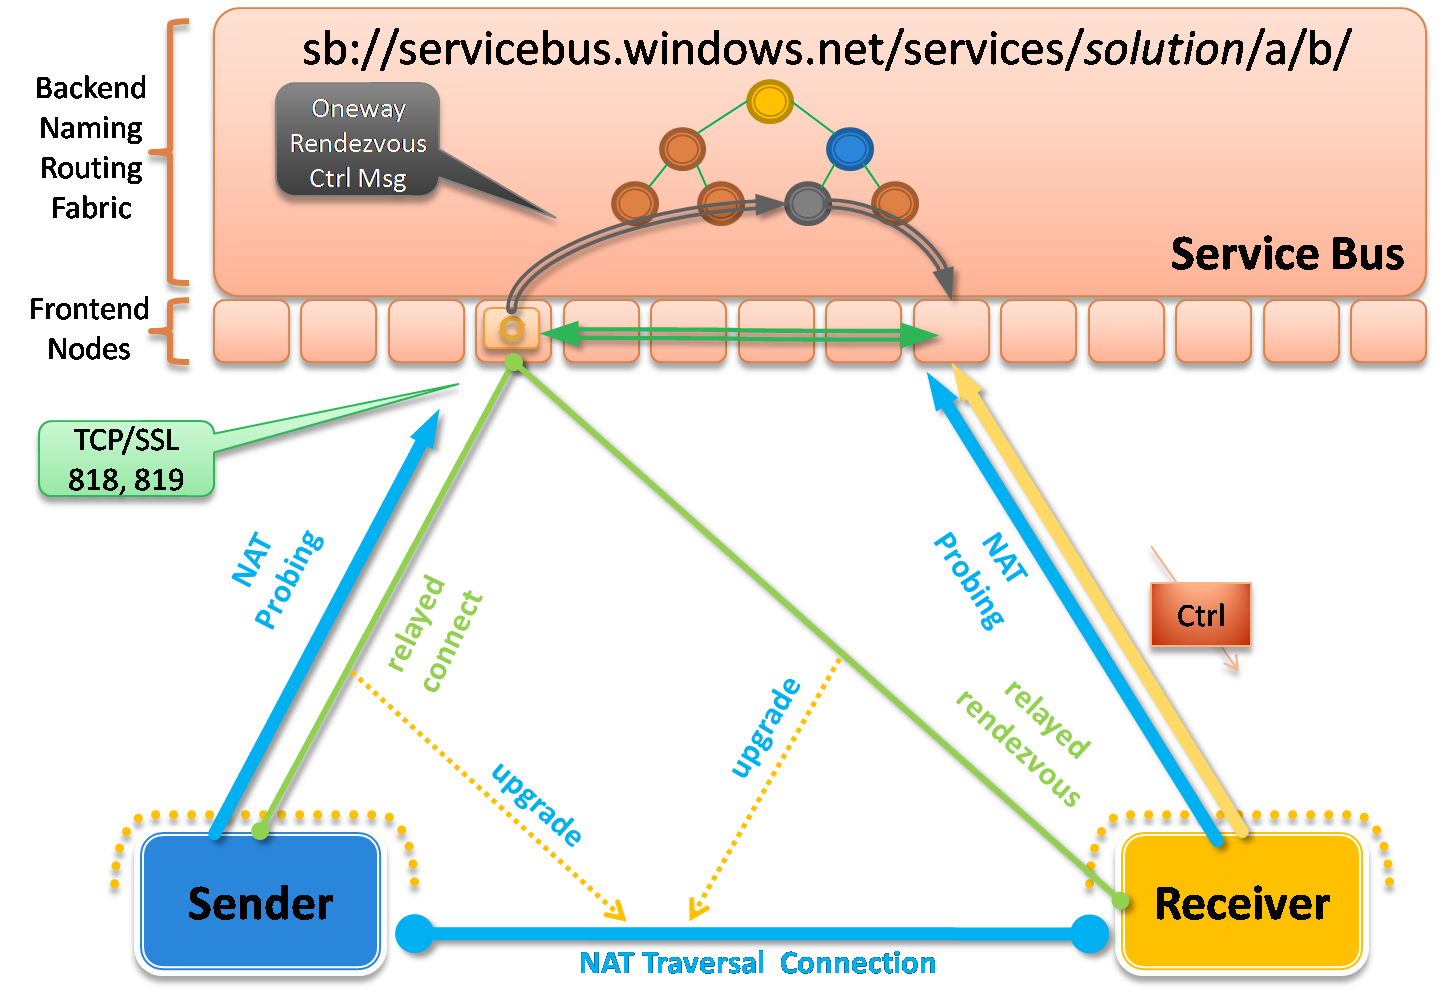 sb://servicebus.windows.net/services/solution/a/b/
Backend
Naming
Routing
Fabric
Oneway
Rendezvous
Ctrl Msg
Service Bus
Frontend
Nodes
TCP/SSL
818, 819
NAT
Probing
relayed
connect
NAT
Probing
Ctrl
upgrade
upgrade
relayed
rendezvous
Sender
Receiver
NAT Traversal  Connection